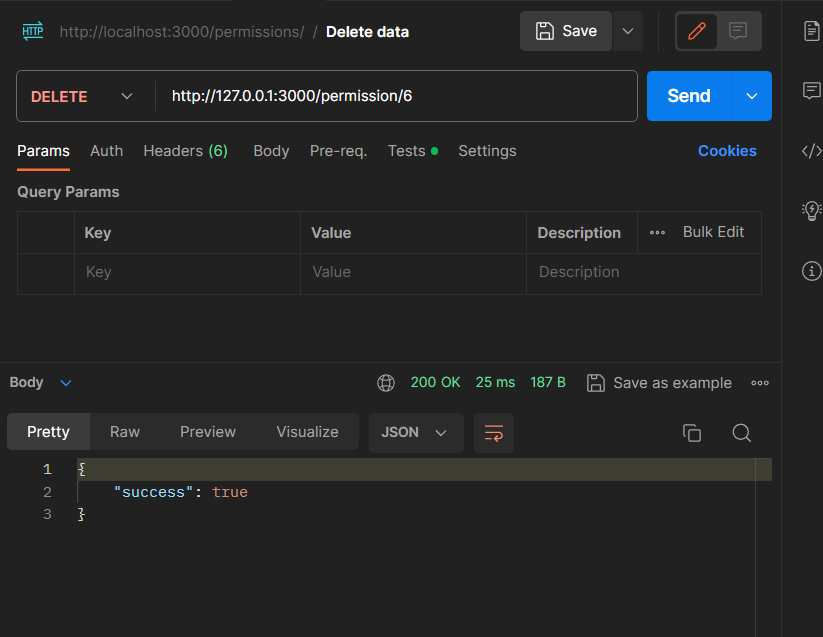 HTTP http://localhost:3000/permissions/ / Delete data Save
DELETE http://127.0.0.1:3000/permission/6 Send
Params Auth Headers (6) Body Pre-req. Tests Settings Cookies
Query Params
Key Value Description Bulk Edit
Key Value Description
Body 200 OK 25 ms 187 B Save as example
Pretty Raw Preview Visualize JSON
1 {
2 "success": true
3 }